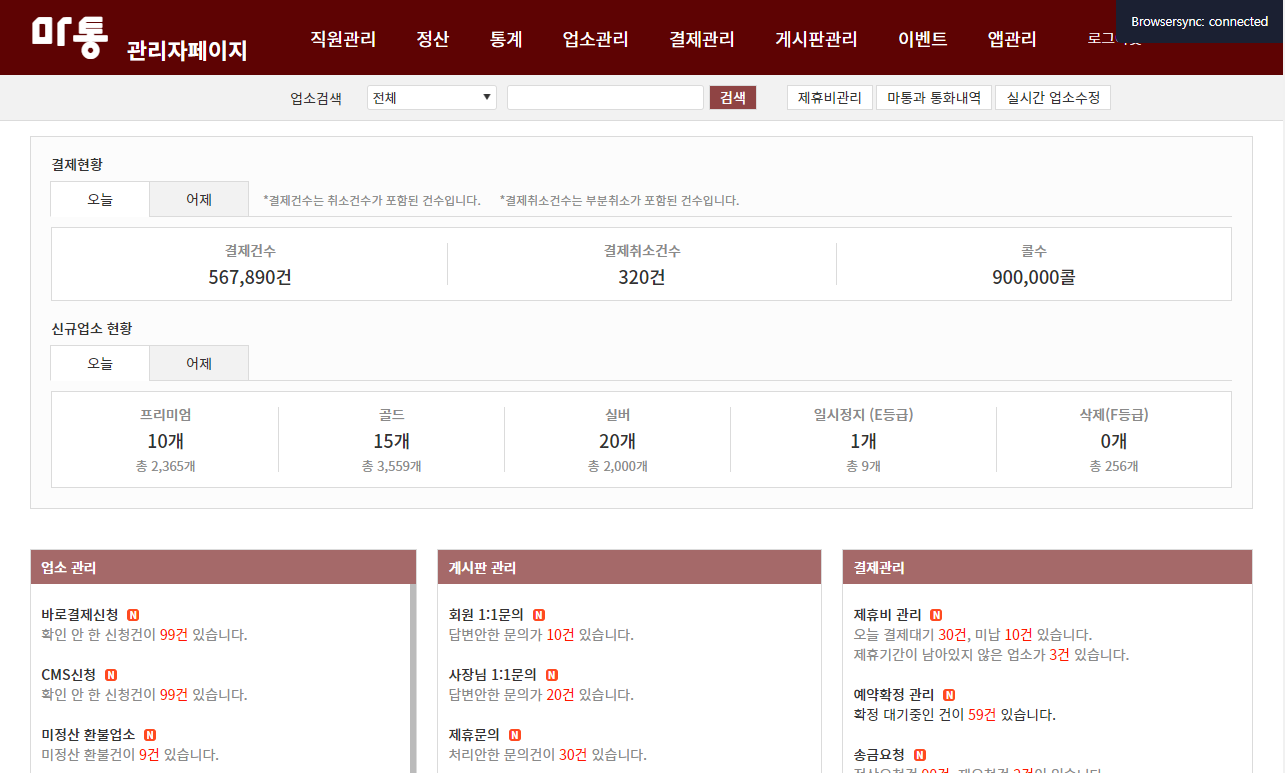 마통 관리자페이지
직원관리 정산 통계 업소관리 결제관리 게시판관리 이벤트 앱관리
Browsersync: connected
업소검색 전체 검색 제휴비관리 마통과 통화내역 실시간 업소수정
결제현황
오늘 어제 *결제건수는 취소건수가 포함된 건수입니다. *결제취소건수는 부분취소가 포함된 건수입니다.
결제건수 결제취소건수 콜수
567,890건 320건 900,000콜
신규업소 현황
오늘 어제
프리미엄 골드 실버 일시정지 (E등급) 삭제(F등급)
10개 15개 20개 1개 0개
총 2,365개 총 3,559개 총 2,000개 총 9개 총 256개
업소 관리
바로결제신청 N
확인 안 한 신청건이 99건 있습니다.
CMS신청 N
확인 안 한 신청건이 99건 있습니다.
미정산 환불업소 N
미정산 환불건이 9건 있습니다.
게시판 관리
회원 1:1문의 N
답변안한 문의가 10건 있습니다.
사장님 1:1문의 N
답변안한 문의가 20건 있습니다.
제휴문의 N
처리안한 문의건이 30건 있습니다.
결제관리
제휴비 관리 N
오늘 결제대기 30건, 미납 10건 있습니다.
제휴기간이 남아있지 않은 업소가 3건 있습니다.
예약확정 관리 N
확정 대기중인 건이 59건 있습니다.
송금요청 N